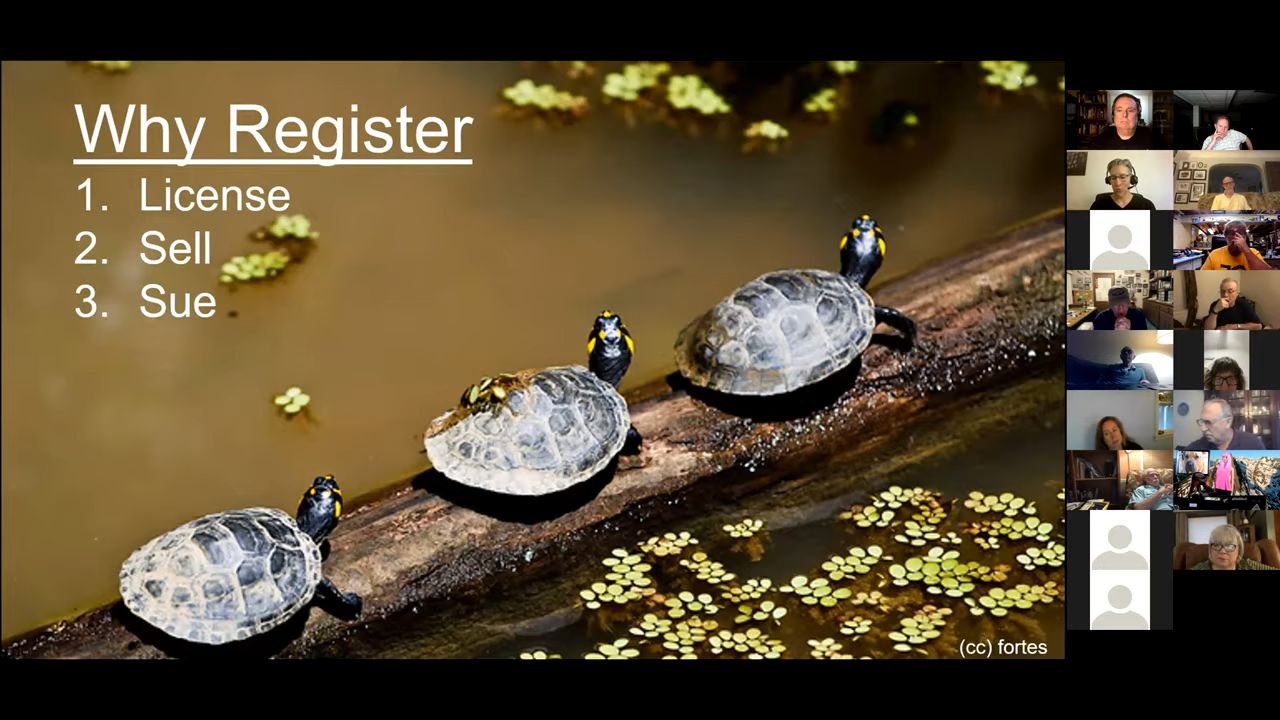 Why Register
1. License
2. Sell
3. Sue
(cc) fortes